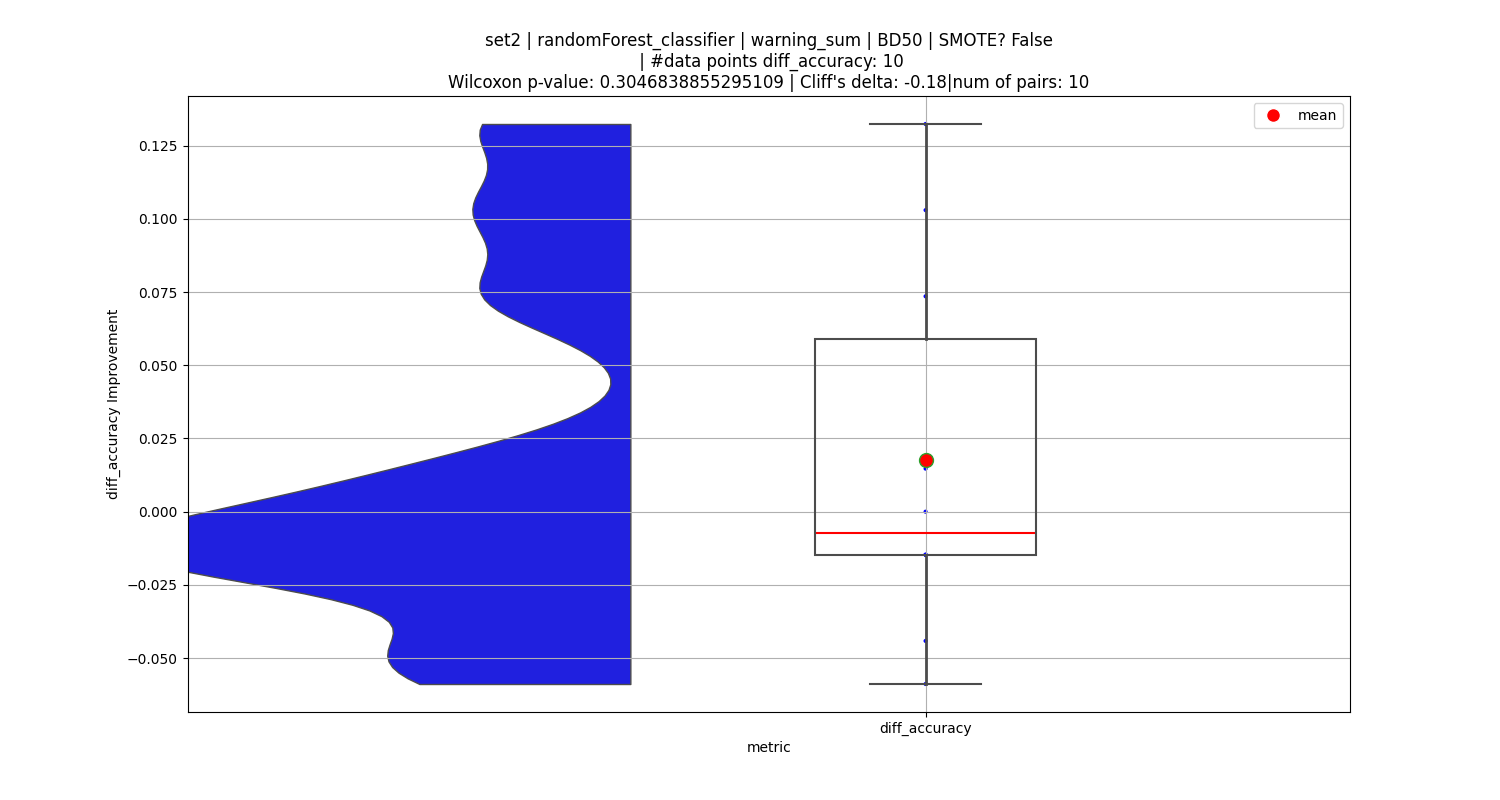 set2 | randomForest_classifier | warning_sum | BD50 | SMOTE? False
| #data points diff_accuracy: 10
Wilcoxon p-value: 0.3046838855295109 | Cliff's delta: -0.18|num of pairs: 10
mean
diff_accuracy Improvement
0.125
0.100
0.075
0.050
0.025
0.000
−0.025
−0.050
diff_accuracy
metric